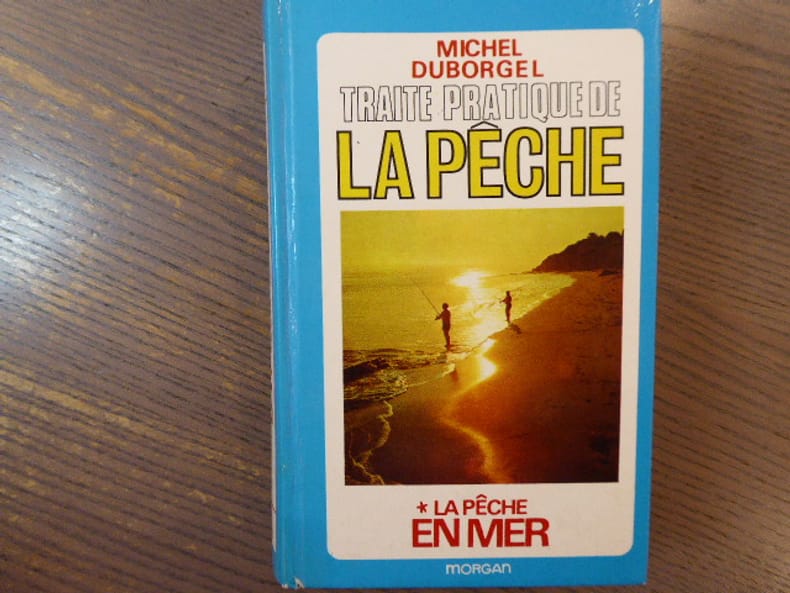 MICHEL
DUBORGEL
TRAITE PRATIQUE DE
LA PÊCHE
* LA PÊCHE
EN MER
MORGAN